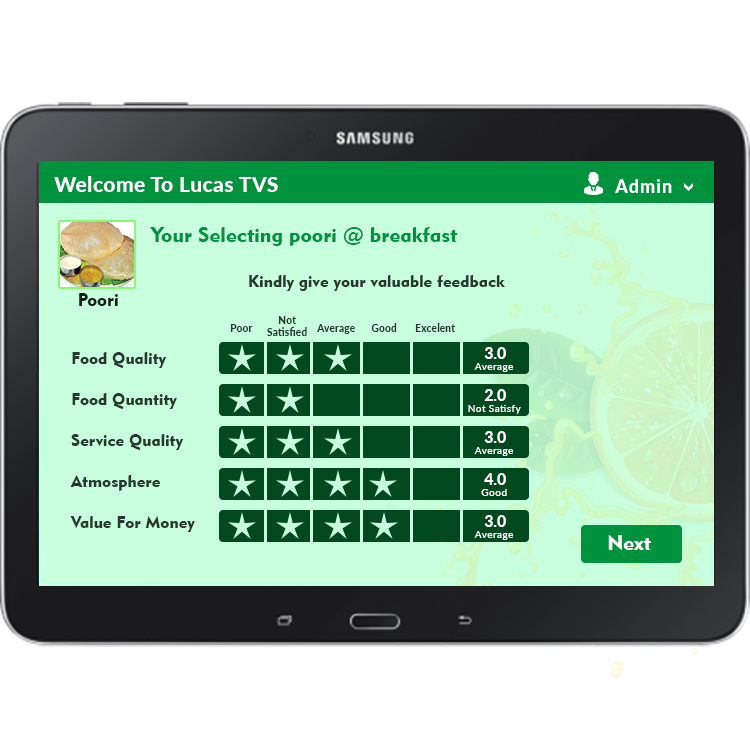 SAMSUNG
Welcome To Lucas TVS
Admin
Your Selecting poori @ breakfast
Poori
Kindly give your valuable feedback
Poor Not Satisfied Average Good Excelent
Food Quality 3.0 Average
Food Quantity 2.0 Not Satisfy
Service Quality 3.0 Average
Atmosphere 4.0 Good
Value For Money 3.0 Average
Next